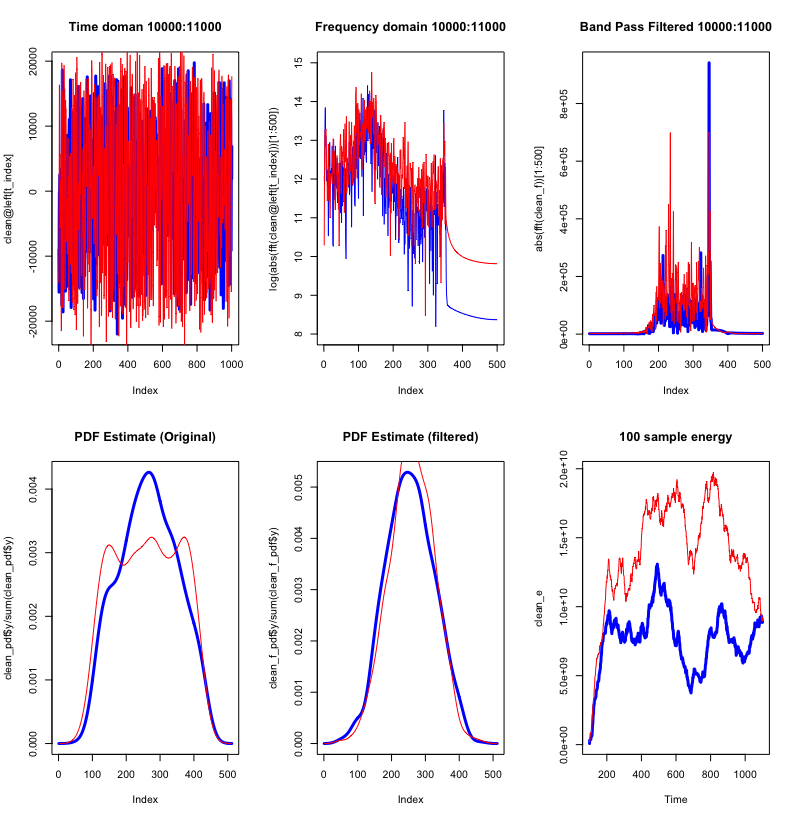 Time doman 10000:11000
clean@left[t_index]
20000
10000
0
-10000
-20000
0 200 400 600 800 1000
Index
Frequency domain 10000:11000
log(abs(fft(clean@left[t_index]))[1:500])
15
14
13
12
11
10
9
8
0 100 200 300 400 500
Index
Band Pass Filtered 10000:11000
abs(fft(clean_f))[1:500]
8e+05
6e+05
4e+05
2e+05
0e+00
0 100 200 300 400 500
Index
PDF Estimate (Original)
clean_pdf$y/sum(clean_pdf$y)
0.004
0.003
0.002
0.001
0.000
0 100 200 300 400 500
Index
PDF Estimate (filtered)
clean_f_pdf$y/sum(clean_f_pdf$y)
0.005
0.004
0.003
0.002
0.001
0.000
0 100 200 300 400 500
Index
100 sample energy
clean_e
2.0e+10
1.5e+10
1.0e+10
5.0e+09
0.0e+00
200 400 600 800 1000
Time